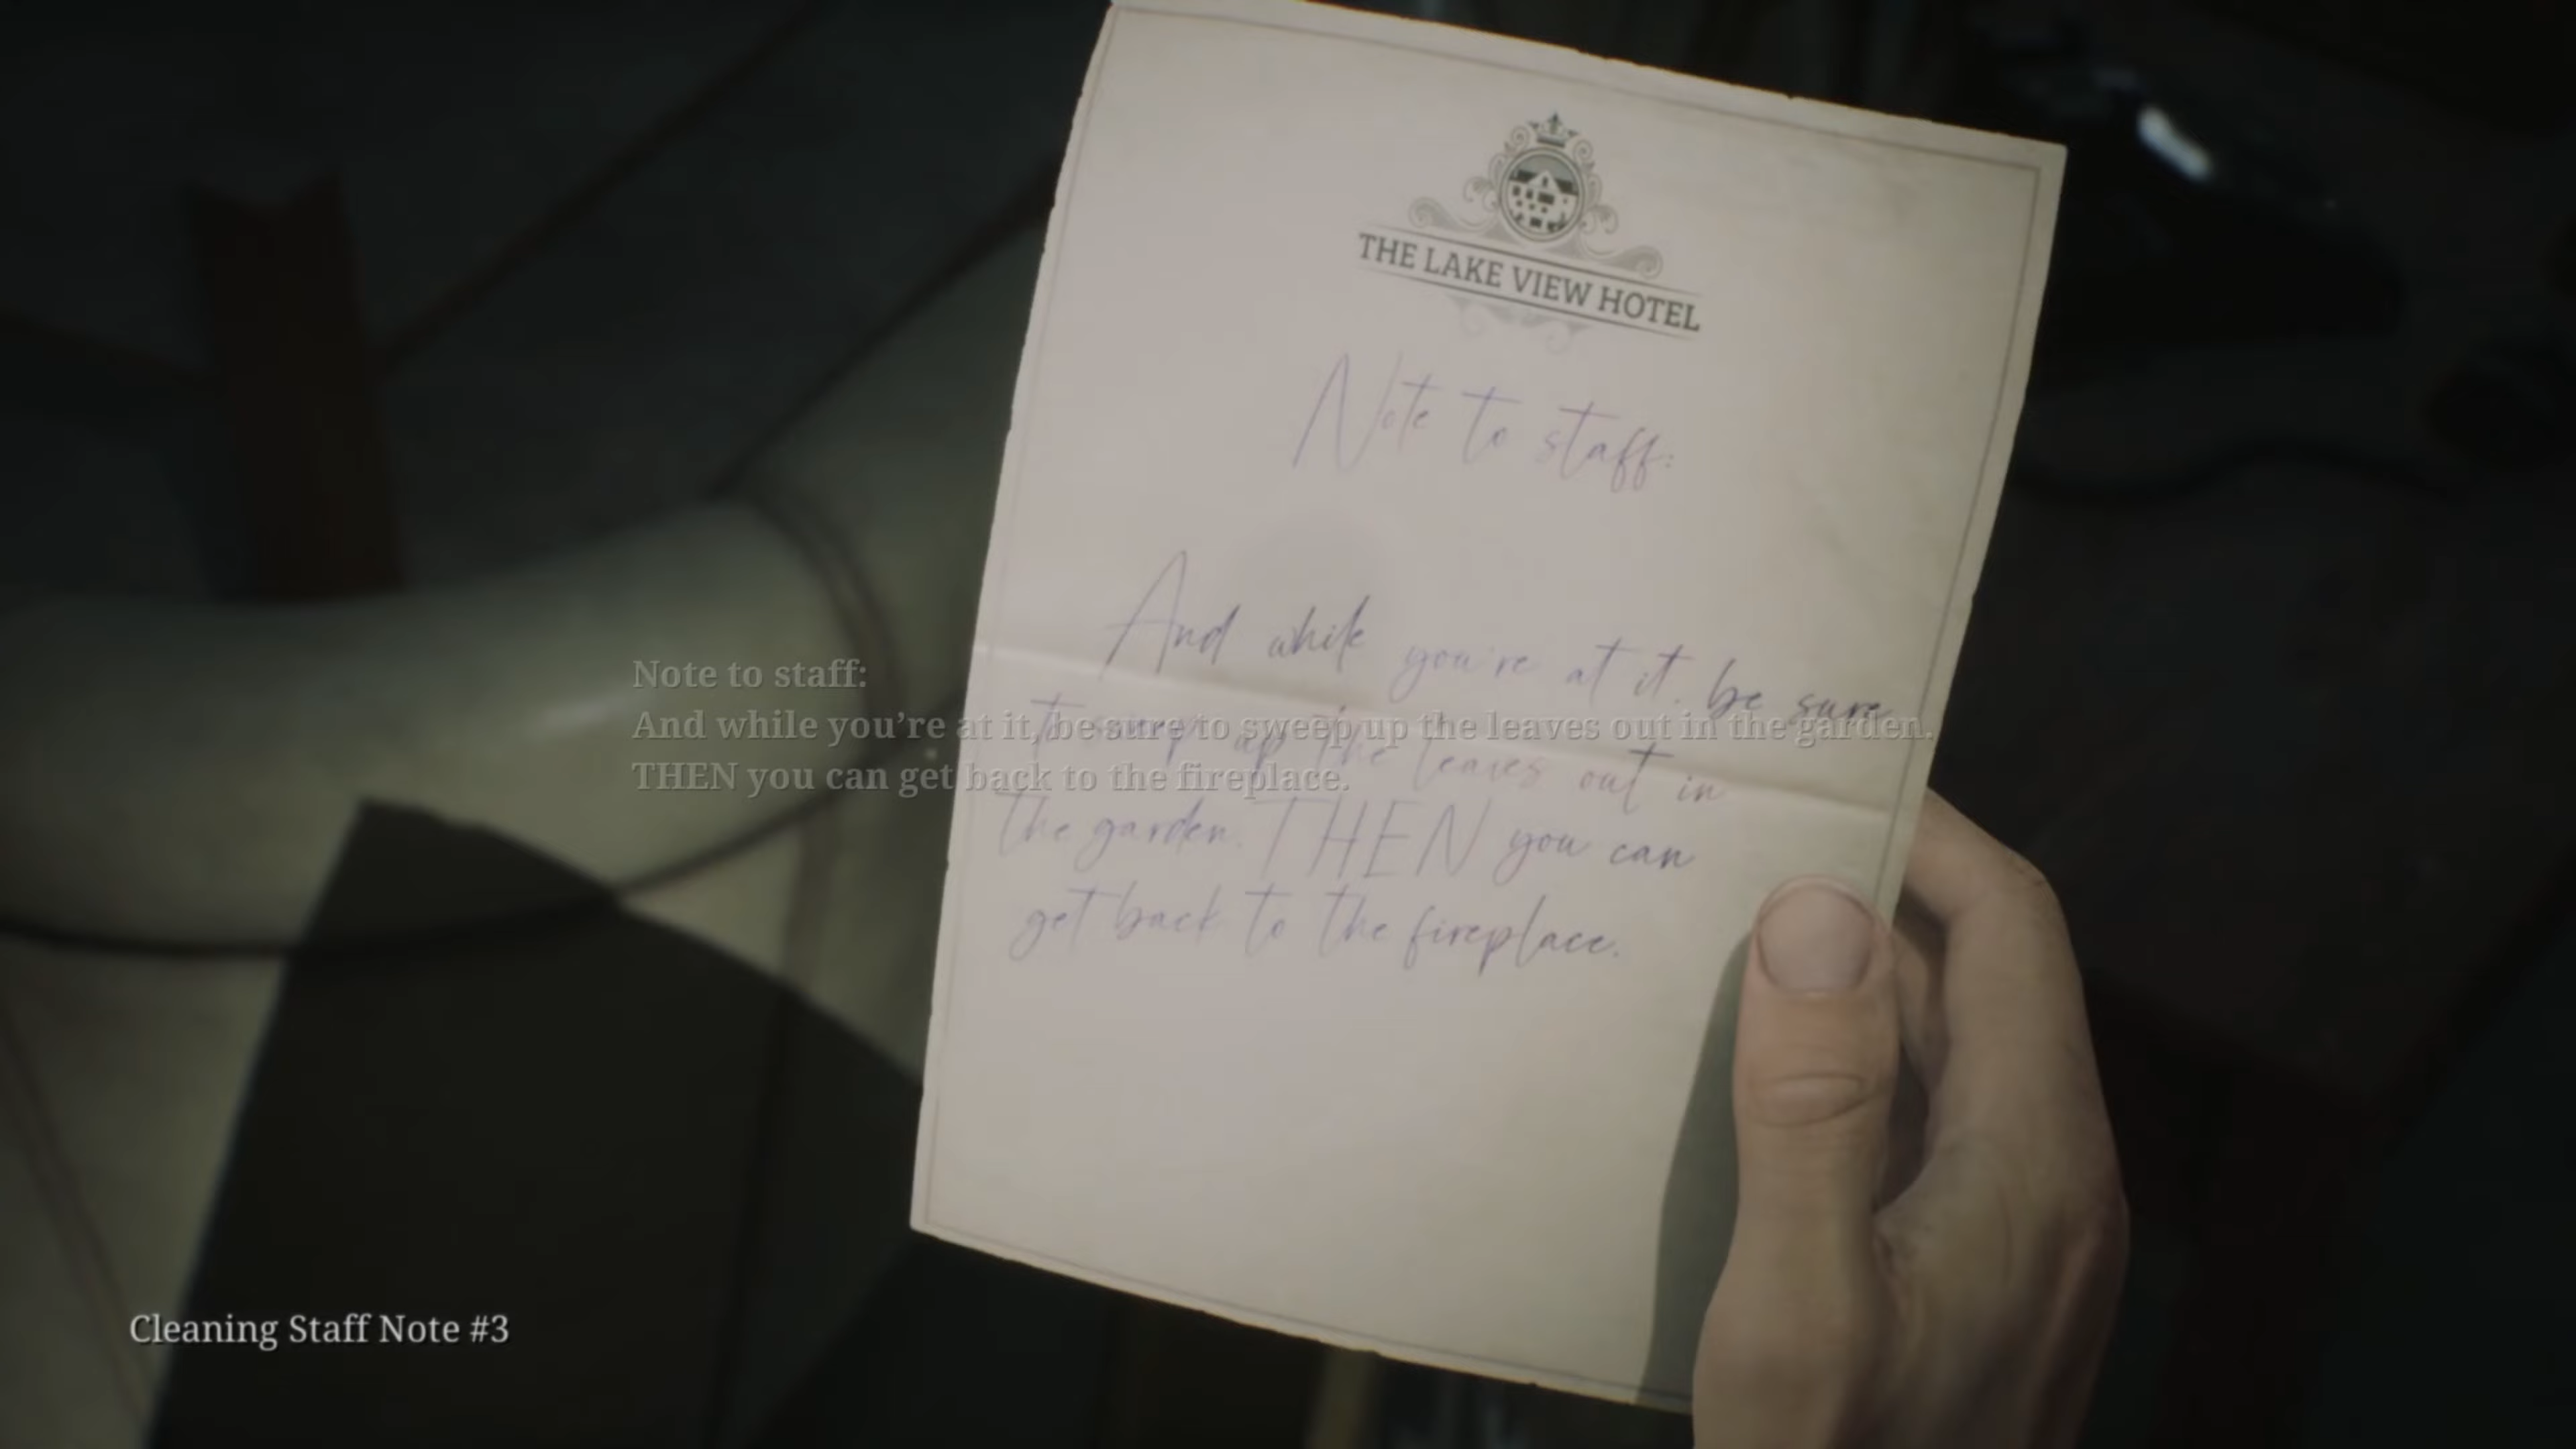 THE LAKE VIEW HOTEL
Note to staff:
And while you're at it, be sure
to sweep up the leaves out in
the garden. THEN you can
get back to the fireplace.
Note to staff:
And while you’re at it, be sure to sweep up the leaves out in the garden.
THEN you can get back to the fireplace.
Cleaning Staff Note #3